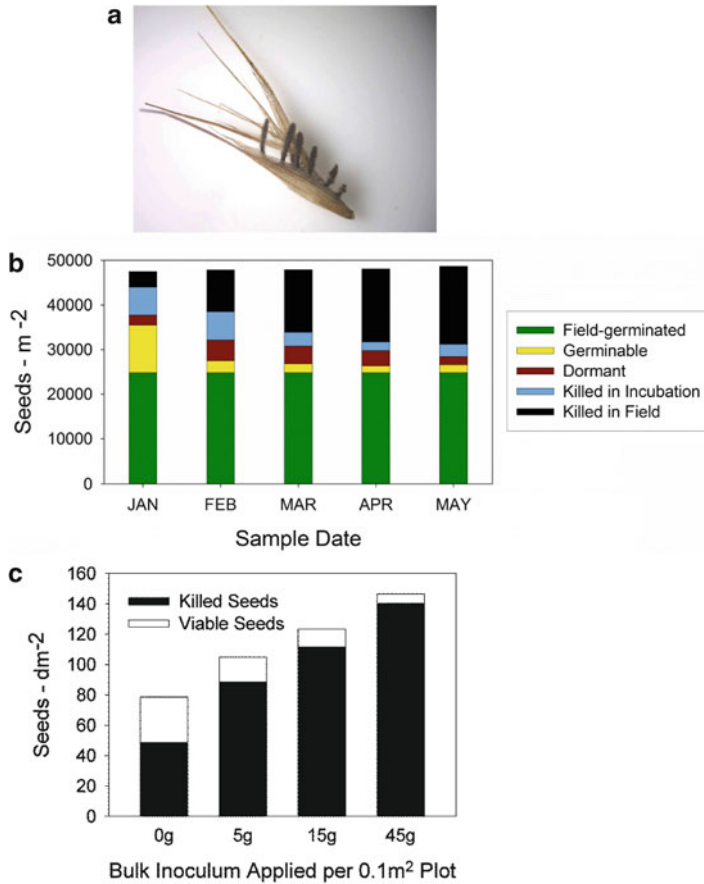 a
b
50000
40000
30000
20000
10000
0
Seeds - m -2
JAN FEB MAR APR MAY
Sample Date
Field-germinated
Germinable
Dormant
Killed in Incubation
Killed in Field
c
160
140
120
100
80
60
40
20
0
Seeds - dm-2
Killed Seeds
Viable Seeds
0g 5g 15g 45g
Bulk Inoculum Applied per 0.1m² Plot